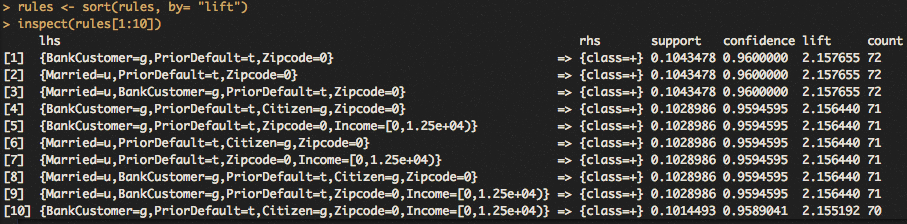 > rules <- sort(rules, by= "lift")
> inspect(rules[1:10])
lhs rhs support confidence lift count
[1] {BankCustomer=g,PriorDefault=t,Zipcode=0} => {class=+} 0.1043478 0.9600000 2.157655 72
[2] {Married=u,PriorDefault=t,Zipcode=0} => {class=+} 0.1043478 0.9600000 2.157655 72
[3] {Married=u,BankCustomer=g,PriorDefault=t,Zipcode=0} => {class=+} 0.1043478 0.9600000 2.157655 72
[4] {BankCustomer=g,PriorDefault=t,Citizen=g,Zipcode=0} => {class=+} 0.1028986 0.9594595 2.156440 71
[5] {BankCustomer=g,PriorDefault=t,Zipcode=0,Income=[0,1.25e+04)} => {class=+} 0.1028986 0.9594595 2.156440 71
[6] {Married=u,PriorDefault=t,Citizen=g,Zipcode=0} => {class=+} 0.1028986 0.9594595 2.156440 71
[7] {Married=u,PriorDefault=t,Zipcode=0,Income=[0,1.25e+04)} => {class=+} 0.1028986 0.9594595 2.156440 71
[8] {Married=u,BankCustomer=g,PriorDefault=t,Citizen=g,Zipcode=0} => {class=+} 0.1028986 0.9594595 2.156440 71
[9] {Married=u,BankCustomer=g,PriorDefault=t,Zipcode=0,Income=[0,1.25e+04)} => {class=+} 0.1028986 0.9594595 2.156440 71
[10] {BankCustomer=g,PriorDefault=t,Citizen=g,Zipcode=0,Income=[0,1.25e+04)} => {class=+} 0.1014493 0.9589041 2.155192 70